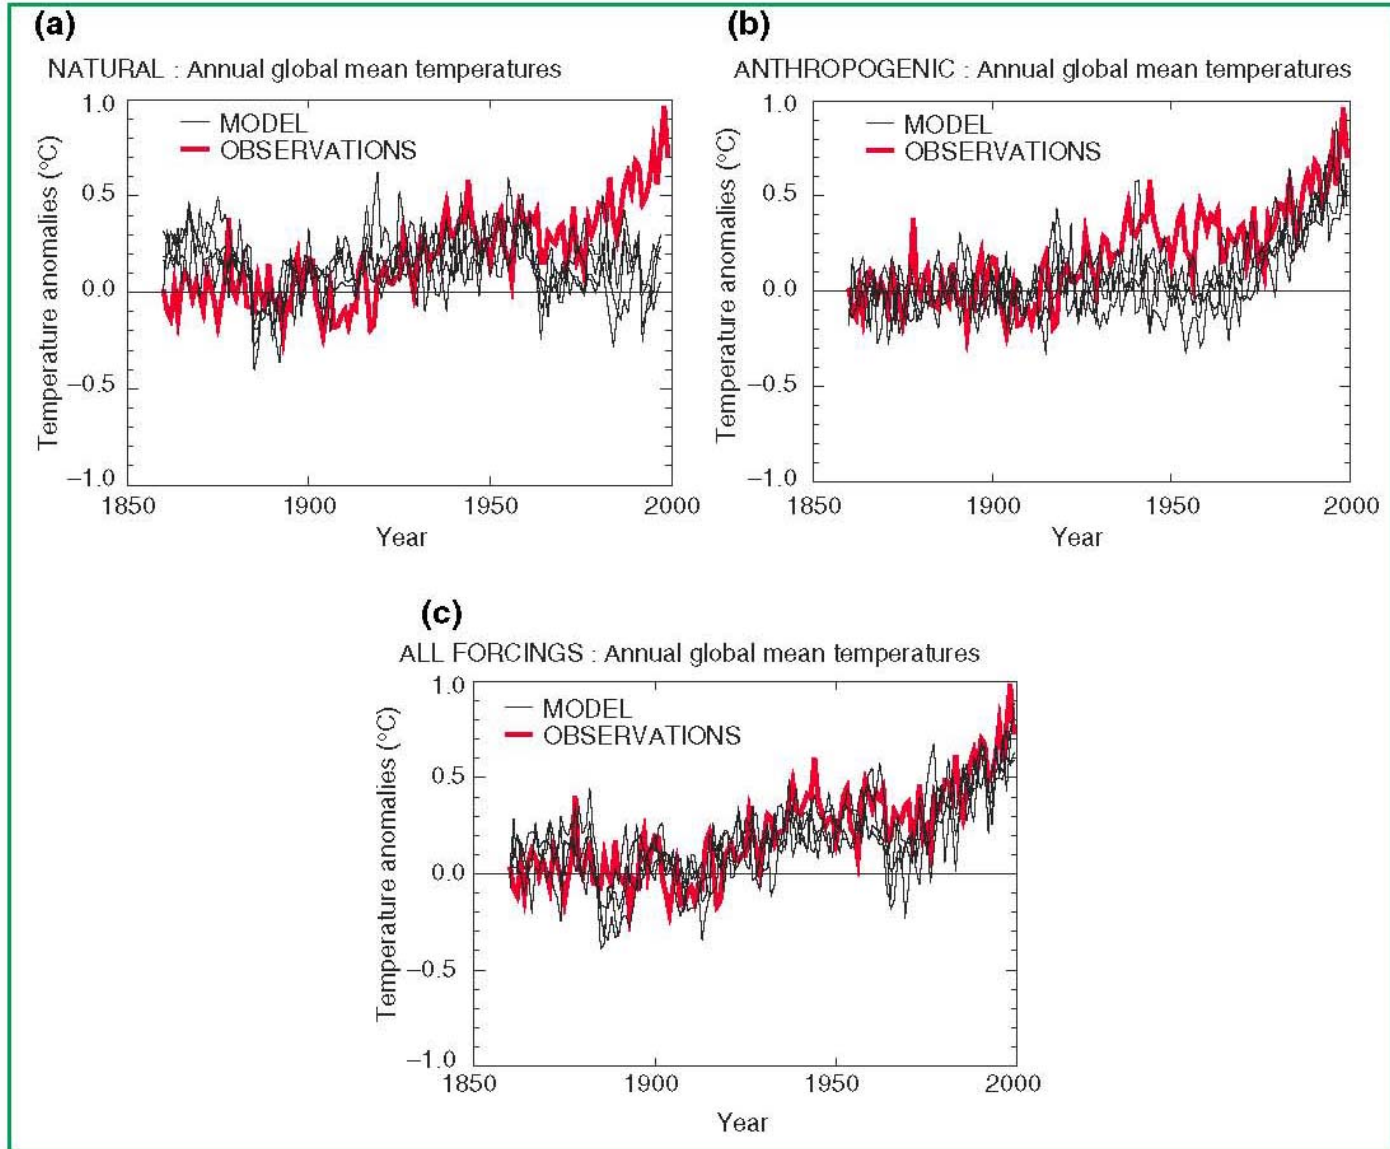 (a)
NATURAL : Annual global mean temperatures
1.0
MODEL
OBSERVATIONS
0.5
0.0
−0.5
−1.0
Temperature anomalies (°C)
1850 1900 1950 2000
Year
(b)
ANTHROPOGENIC : Annual global mean temperatures
1.0
MODEL
OBSERVATIONS
0.5
0.0
−0.5
−1.0
Temperature anomalies (°C)
1850 1900 1950 2000
Year
(c)
ALL FORCINGS : Annual global mean temperatures
1.0
MODEL
OBSERVATIONS
0.5
0.0
−0.5
−1.0
Temperature anomalies (°C)
1850 1900 1950 2000
Year